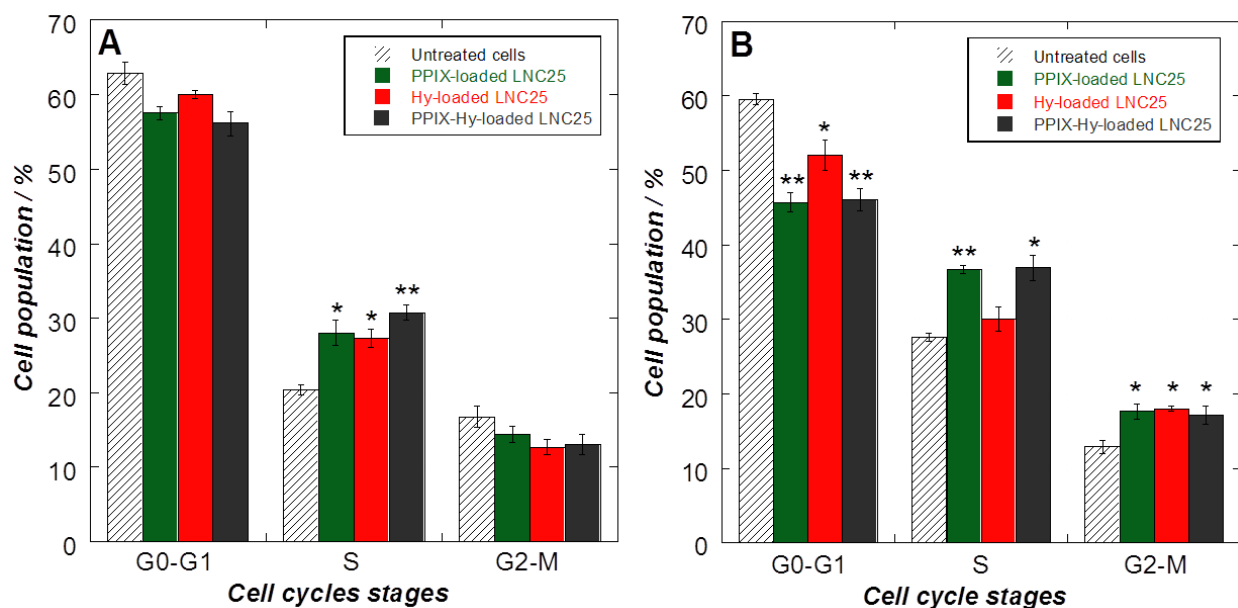 A
Untreated cells
PPIX-loaded LNC25
Hy-loaded LNC25
PPIX-Hy-loaded LNC25
Cell population / %
70
60
50
40
30
20
10
0
* * **
G0-G1 S G2-M
Cell cycles stages
B
Untreated cells
PPIX-loaded LNC25
Hy-loaded LNC25
PPIX-Hy-loaded LNC25
Cell population / %
70
60
50
40
30
20
10
0
** * **
** *
* * *
G0-G1 S G2-M
Cell cycle stages